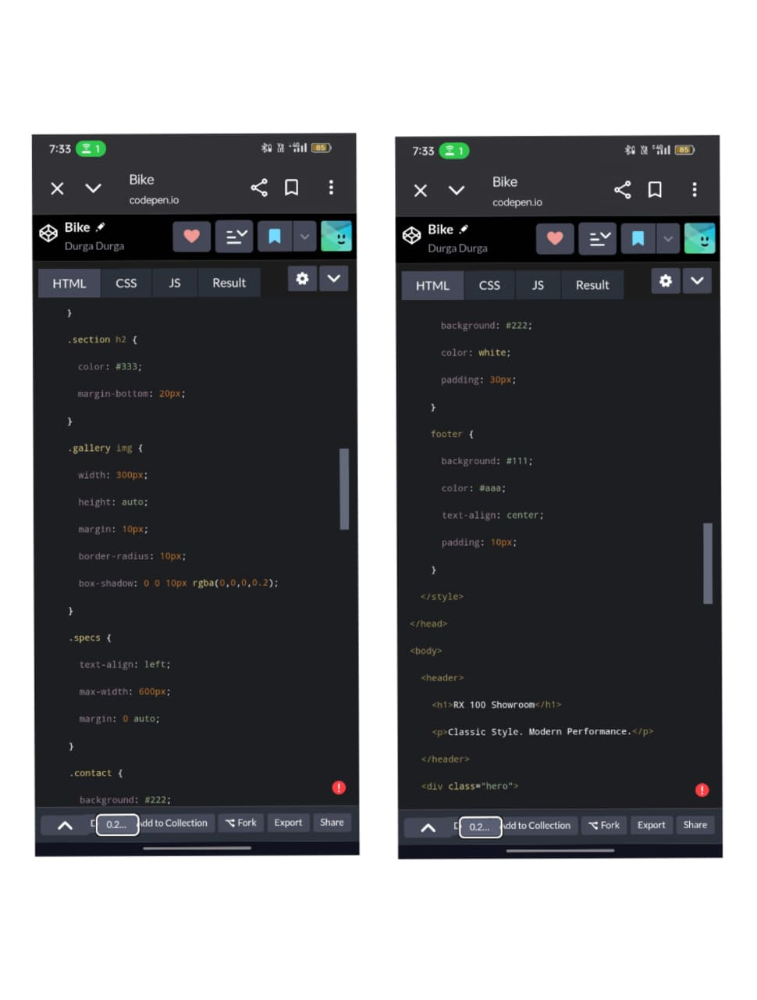 7:33 1 85
Bike
codepen.io
Bike
Durga Durga
HTML CSS JS Result
}
.section h2 {
color: #333;
margin-bottom: 20px;
}
.gallery img {
width: 300px;
height: auto;
margin: 10px;
border-radius: 10px;
box-shadow: 0 0 10px rgba(0,0,0,0.2);
}
.specs {
text-align: left;
max-width: 600px;
margin: 0 auto;
}
.contact {
background: #222;
0.2... Add to Collection Fork Export Share
7:33 1 85
Bike
codepen.io
Bike
Durga Durga
HTML CSS JS Result
background: #222;
color: white;
padding: 30px;
}
footer {
background: #111;
color: #aaa;
text-align: center;
padding: 10px;
}
</style>
</head>
<body>
<header>
<h1>RX 100 Showroom</h1>
<p>Classic Style. Modern Performance.</p>
</header>
<div class="hero">
0.2... Add to Collection Fork Export Share